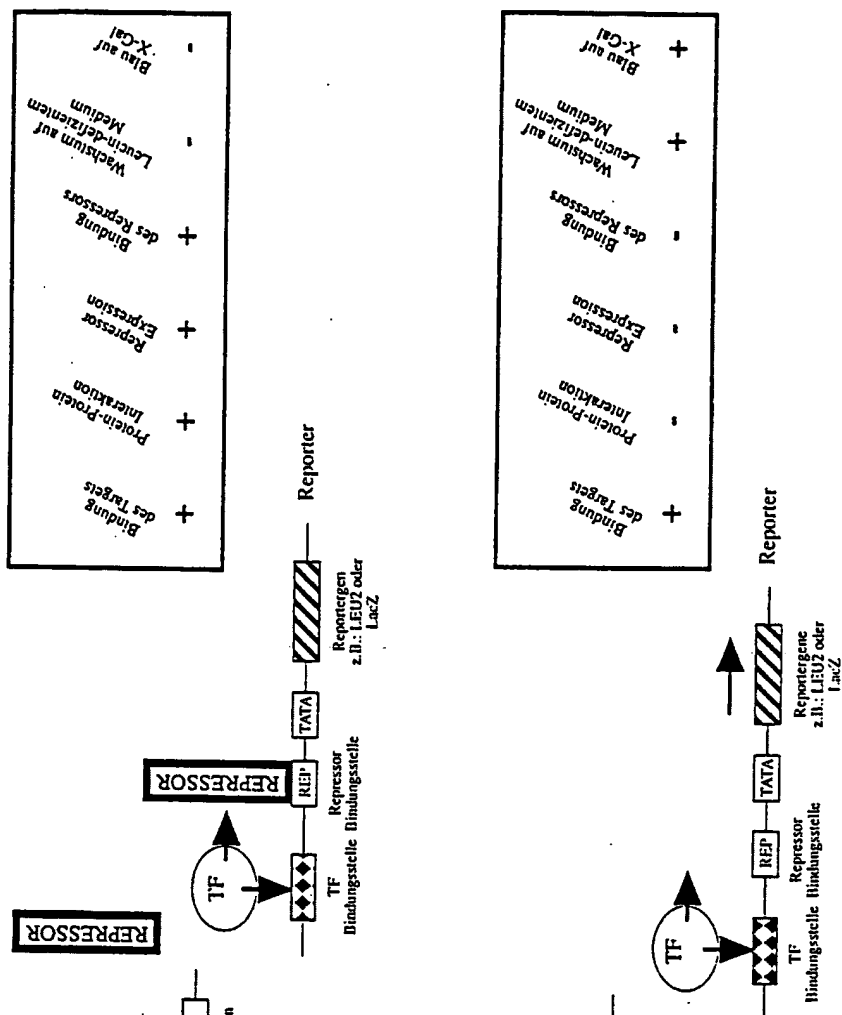 Bindung
des Targets
+
Protein-Protein
Interaktion
+
Repressor
Expression
+
Bindung
des Repressors
+
Wachstum auf
Leucin-defizientem
Medium
-
Blau auf
X-Gal
-
REPRESSOR
REPRESSOR
TF
REP
TATA
Reporter
TF
Bindungsstelle
Repressor
Bindungsstelle
Reportergen
z.B.: LEU2 oder
LacZ
Bindung
des Targets
+
Protein-Protein
Interaktion
-
Repressor
Expression
-
Bindung
des Repressors
-
Wachstum auf
Leucin-defizientem
Medium
+
Blau auf
X-Gal
+
TF
REP
TATA
Reporter
TF
Bindungsstelle
Repressor
Bindungsstelle
Reportergene
z.B.: LEU2 oder
LacZ